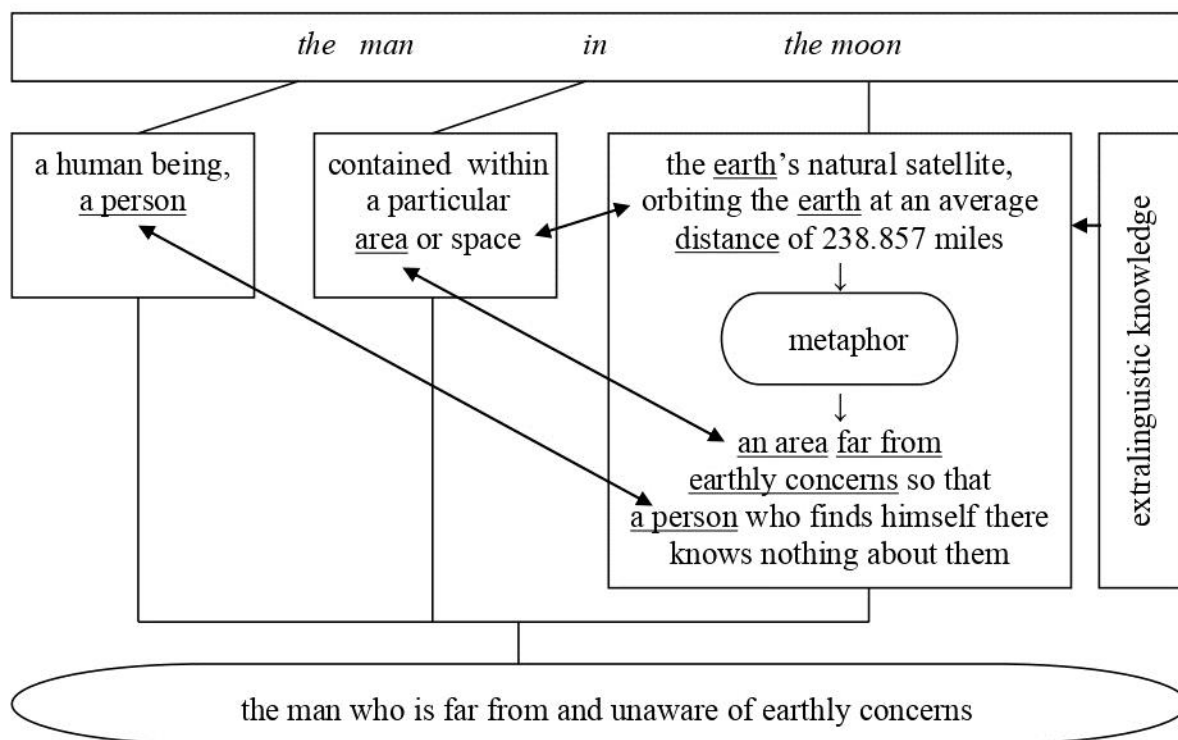 the man in the moon
a human being,
a person
contained within
a particular
area or space
the earth's natural satellite,
orbiting the earth at an average
distance of 238.857 miles
↓
metaphor
↓
an area far from
earthly concerns so that
a person who finds himself there
knows nothing about them
extralinguistic knowledge
the man who is far from and unaware of earthly concerns